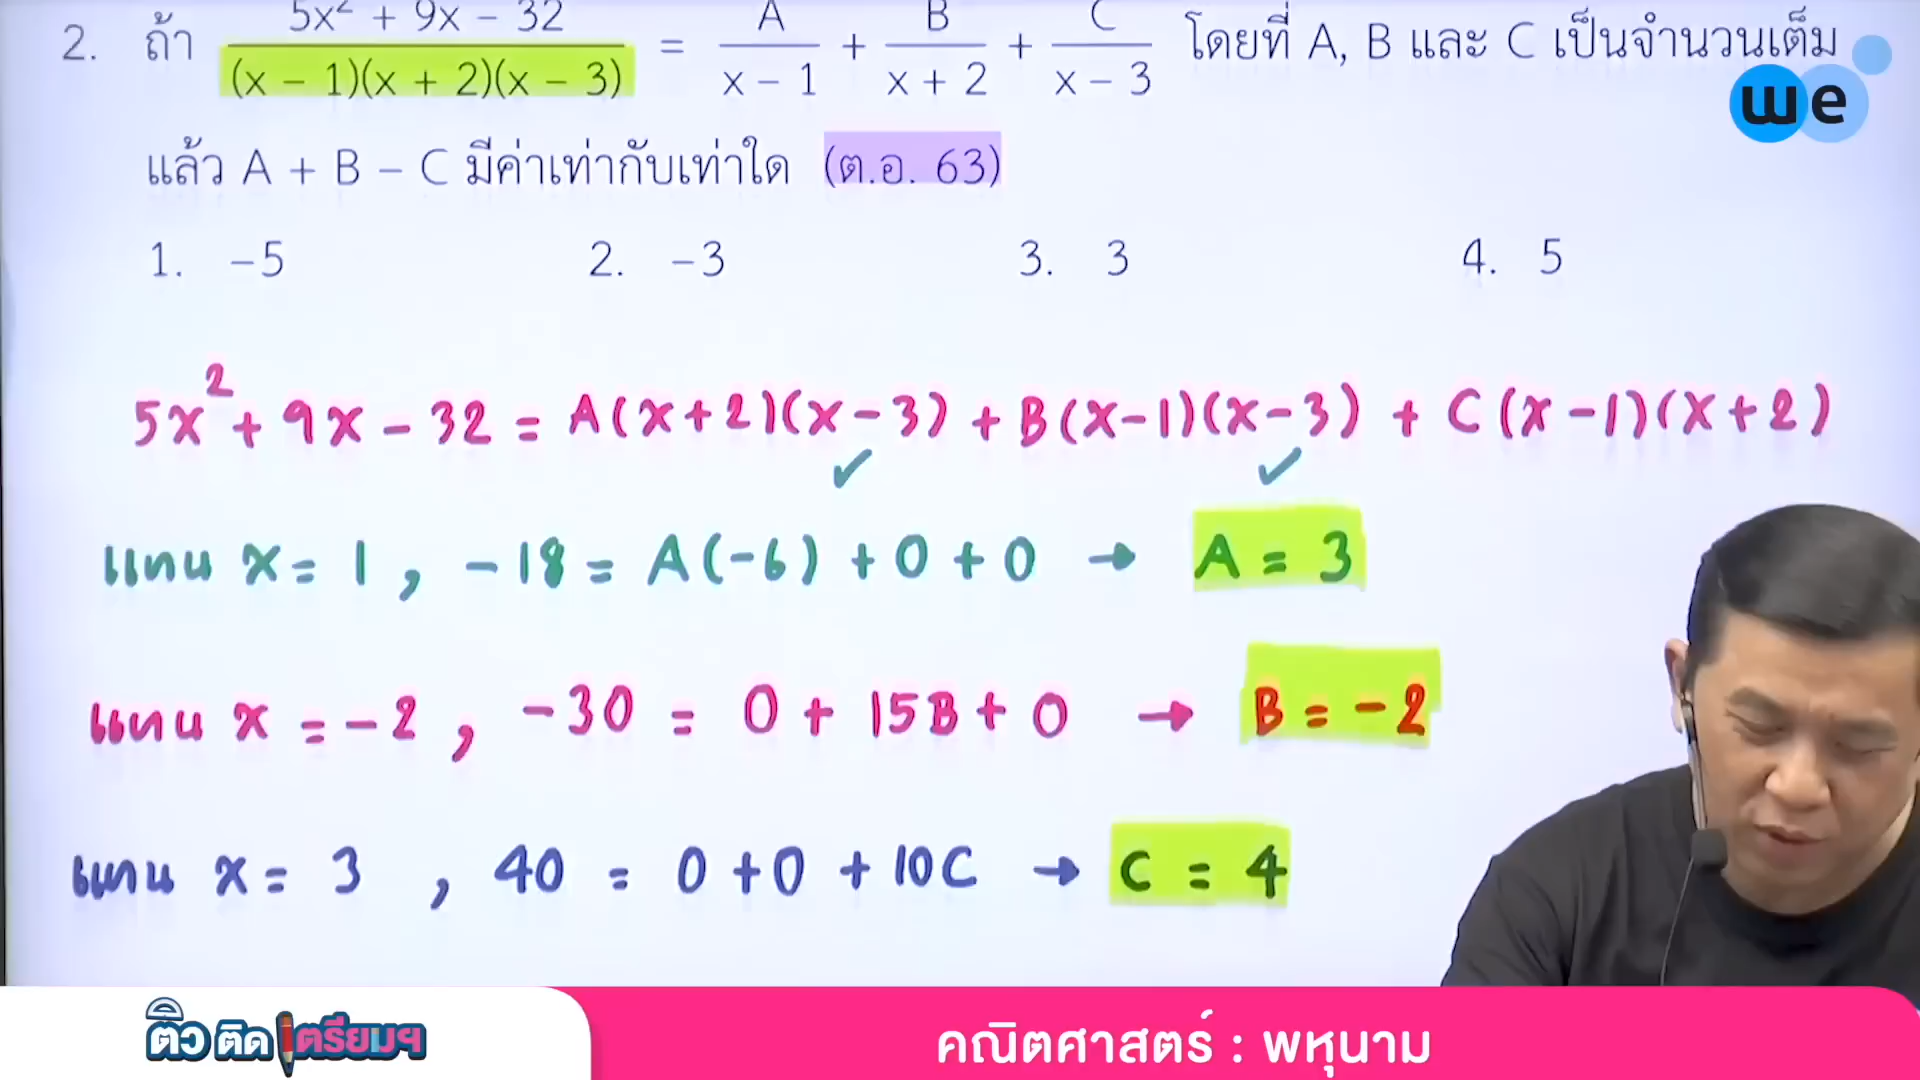 2. ถ้า (5x² + 9x – 32)/((x – 1)(x + 2)(x – 3)) = A/(x – 1) + B/(x + 2) + C/(x – 3) โดยที่ A, B และ C เป็นจำนวนเต็ม
we
แล้ว A + B – C มีค่าเท่ากับเท่าใด (ต.อ. 63)
1. –5 2. –3 3. 3 4. 5
5x² + 9x – 32 = A(x+2)(x–3) + B(x–1)(x–3) + C(x–1)(x+2)
แทน x = 1 , –18 = A(–6) + 0 + 0 → A = 3
แทน x = –2 , –30 = 0 + 15B + 0 → B = –2
แทน x = 3 , 40 = 0 + 0 + 10C → C = 4
ติว ติด เตรียมฯ
คณิตศาสตร์ : พหุนาม